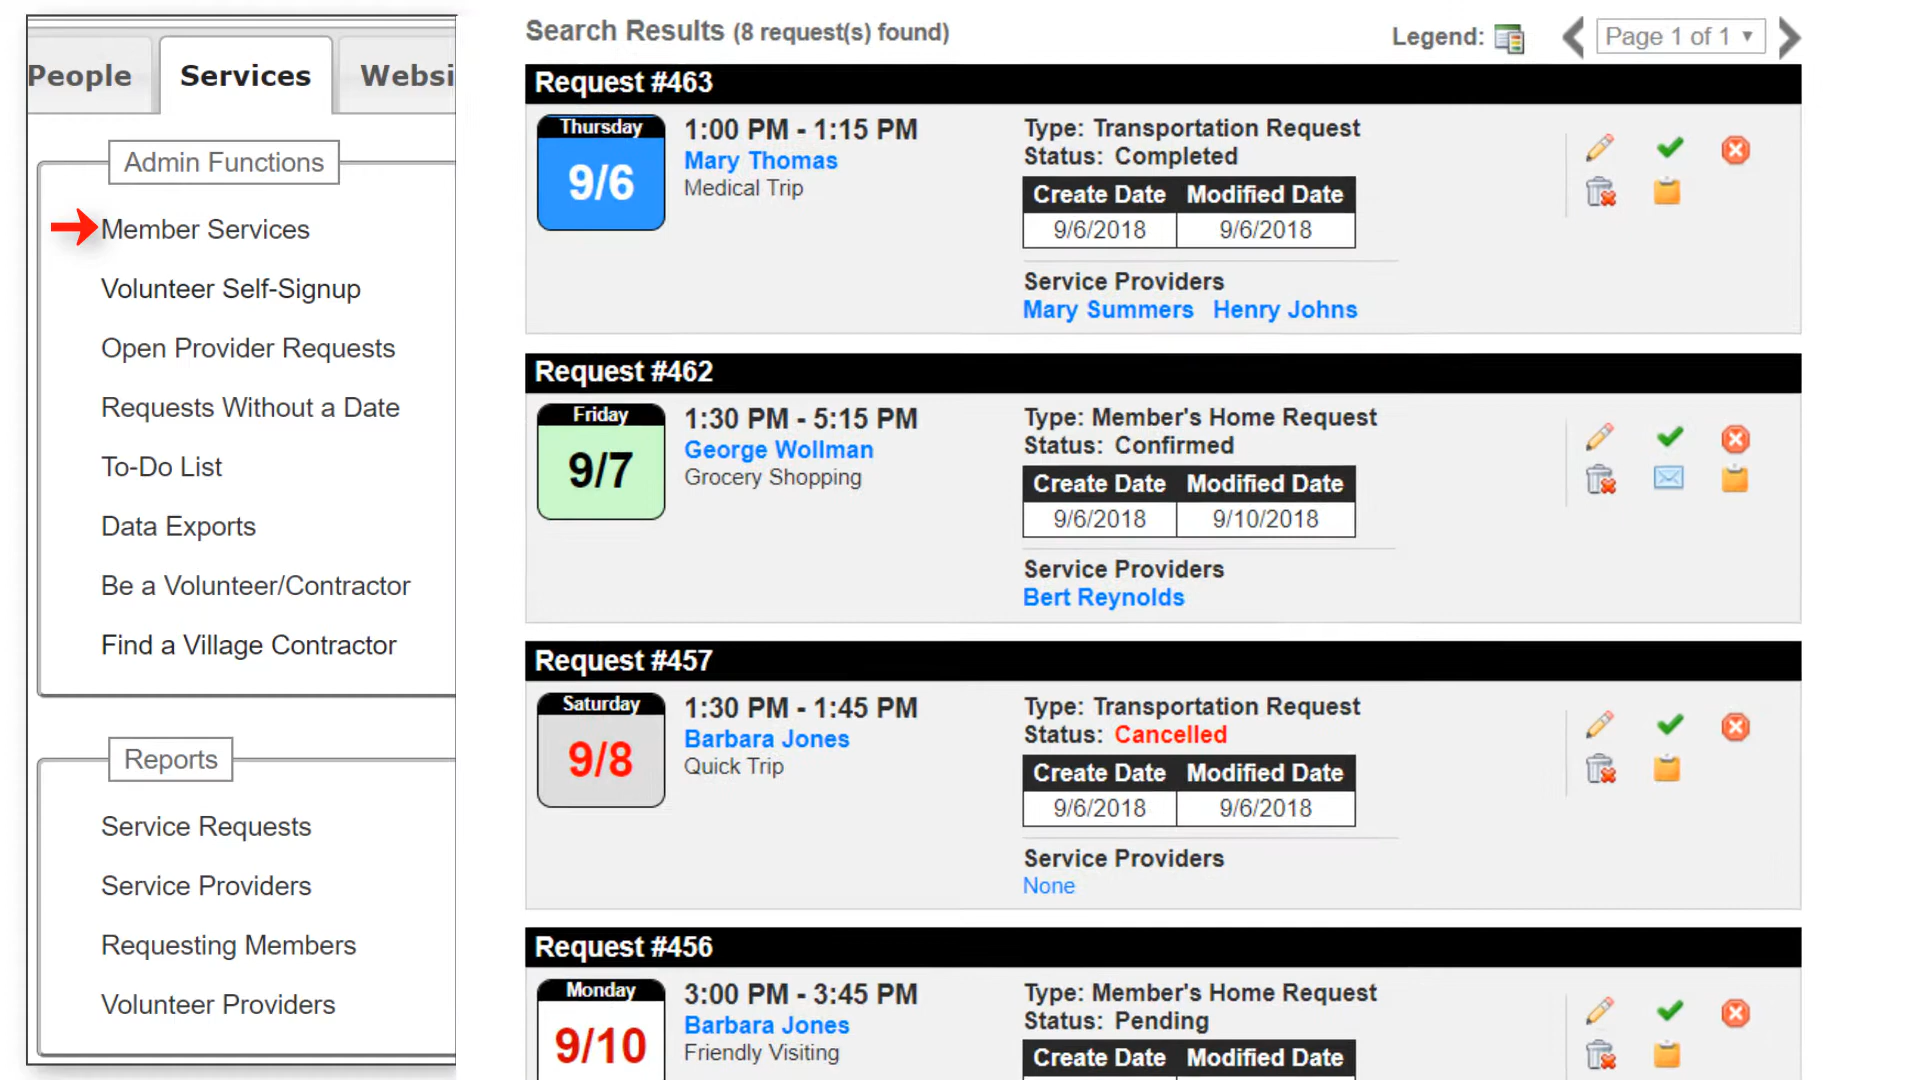 People
Services
Websi
Admin Functions
Member Services
Volunteer Self-Signup
Open Provider Requests
Requests Without a Date
To-Do List
Data Exports
Be a Volunteer/Contractor
Find a Village Contractor
Reports
Service Requests
Service Providers
Requesting Members
Volunteer Providers
Search Results (8 request(s) found)
Legend:
Page 1 of 1
Request #463
Thursday
9/6
1:00 PM - 1:15 PM
Mary Thomas
Medical Trip
Type: Transportation Request
Status: Completed
Create Date Modified Date
9/6/2018 9/6/2018
Service Providers
Mary Summers Henry Johns
Request #462
Friday
9/7
1:30 PM - 5:15 PM
George Wollman
Grocery Shopping
Type: Member's Home Request
Status: Confirmed
Create Date Modified Date
9/6/2018 9/10/2018
Service Providers
Bert Reynolds
Request #457
Saturday
9/8
1:30 PM - 1:45 PM
Barbara Jones
Quick Trip
Type: Transportation Request
Status: Cancelled
Create Date Modified Date
9/6/2018 9/6/2018
Service Providers
None
Request #456
Monday
9/10
3:00 PM - 3:45 PM
Barbara Jones
Friendly Visiting
Type: Member's Home Request
Status: Pending
Create Date Modified Date